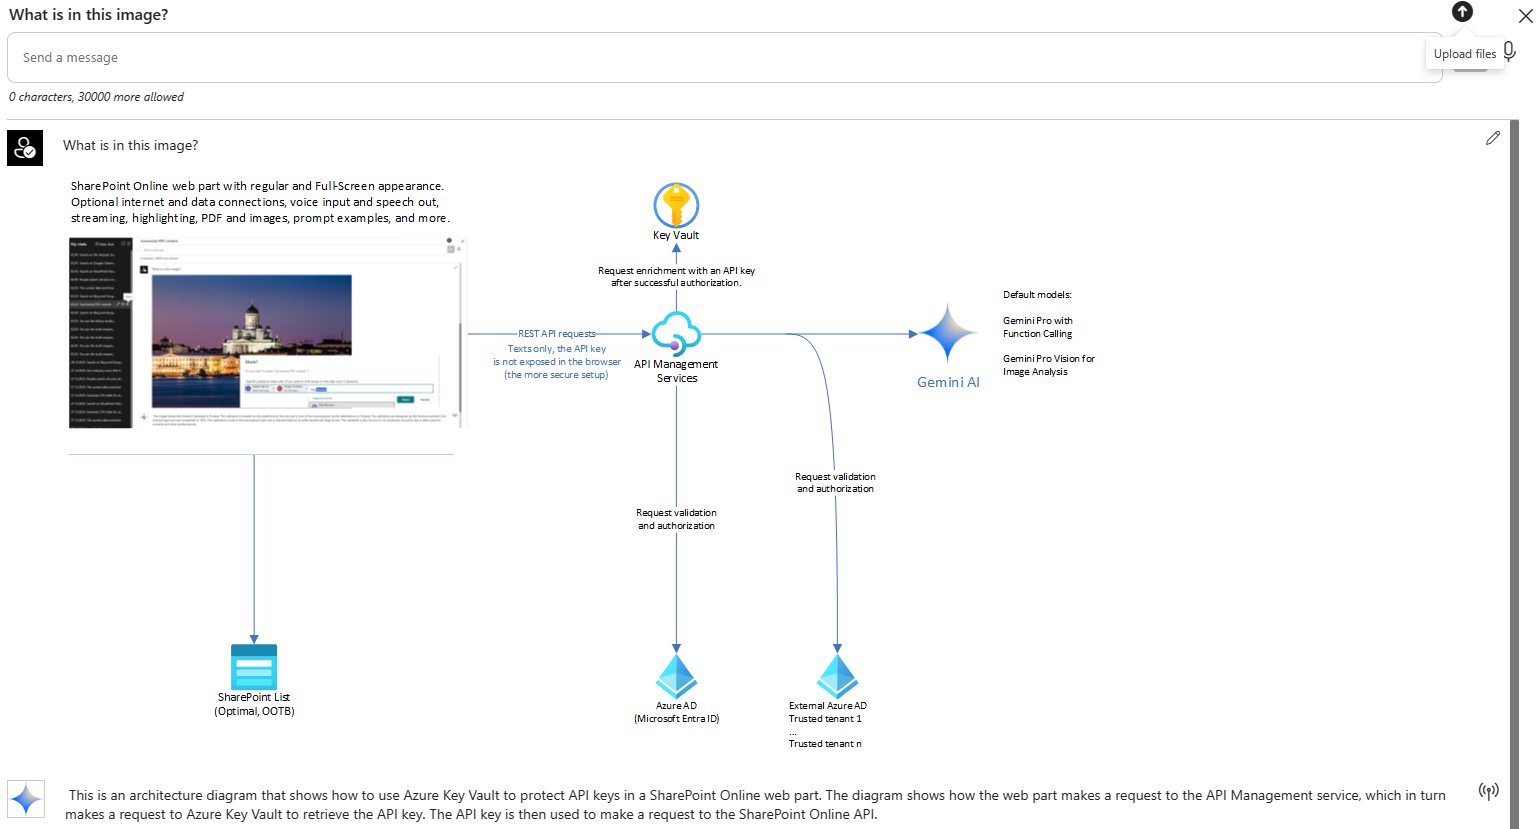 What is in this image?
Send a message
Upload files
0 characters, 30000 more allowed
What is in this image?
SharePoint Online web part with regular and Full-Screen appearance.
Optional internet and data connections, voice input and speech out,
streaming, highlighting, PDF and images, prompt examples, and more.
Key Vault
Request enrichment with an API key
after successful authorization.
REST API requests
Texts only, the API key
is not exposed in the browser
(the more secure setup)
API Management
Services
Gemini AI
Default models:
Gemini Pro with
Function Calling
Gemini Pro Vision for
Image Analysis
Request validation
and authorization
Request validation
and authorization
SharePoint List
(Optimal, OOTB)
Azure AD
(Microsoft Entra ID)
External Azure AD
Trusted tenant 1
...
Trusted tenant n
This is an architecture diagram that shows how to use Azure Key Vault to protect API keys in a SharePoint Online web part. The diagram shows how the web part makes a request to the API Management service, which in turn
makes a request to Azure Key Vault to retrieve the API key. The API key is then used to make a request to the SharePoint Online API.